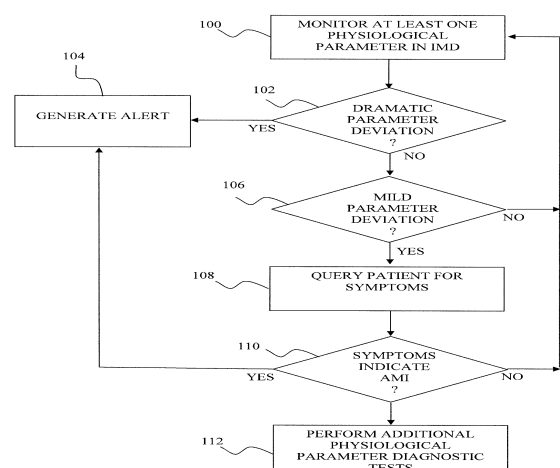 100
MONITOR AT LEAST ONE
PHYSIOLOGICAL
PARAMETER IN IMD
104
GENERATE ALERT
102
DRAMATIC
PARAMETER
DEVIATION
?
YES
NO
106
MILD
PARAMETER
DEVIATION
?
NO
YES
108
QUERY PATIENT FOR
SYMPTOMS
110
SYMPTOMS
INDICATE
AMI
?
YES
NO
112
PERFORM ADDITIONAL
PHYSIOLOGICAL
PARAMETER DIAGNOSTIC
TESTS